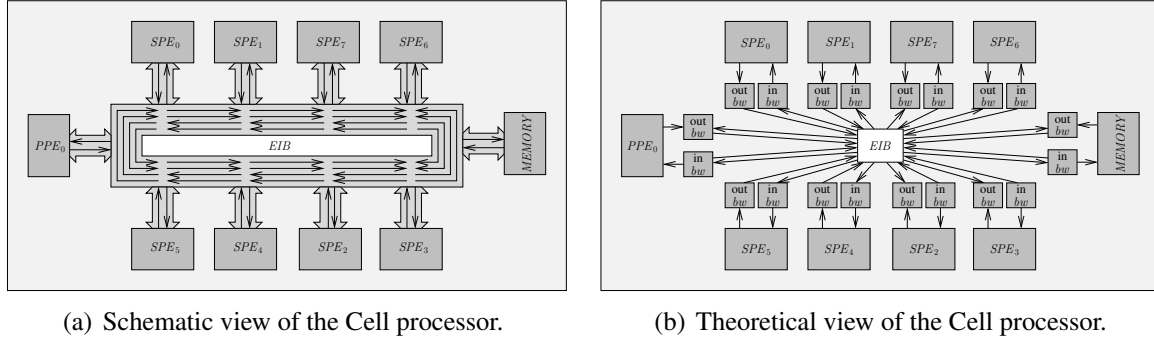 SPE₀ SPE₁ SPE₇ SPE₆
PPE₀ EIB MEMORY
SPE₅ SPE₄ SPE₂ SPE₃
(a) Schematic view of the Cell processor.
SPE₀ SPE₁ SPE₇ SPE₆
out in out in out in out in
bw bw bw bw bw bw bw bw
out out
bw bw
PPE₀ EIB MEMORY
in in
bw bw
out in out in out in out in
bw bw bw bw bw bw bw bw
SPE₅ SPE₄ SPE₂ SPE₃
(b) Theoretical view of the Cell processor.